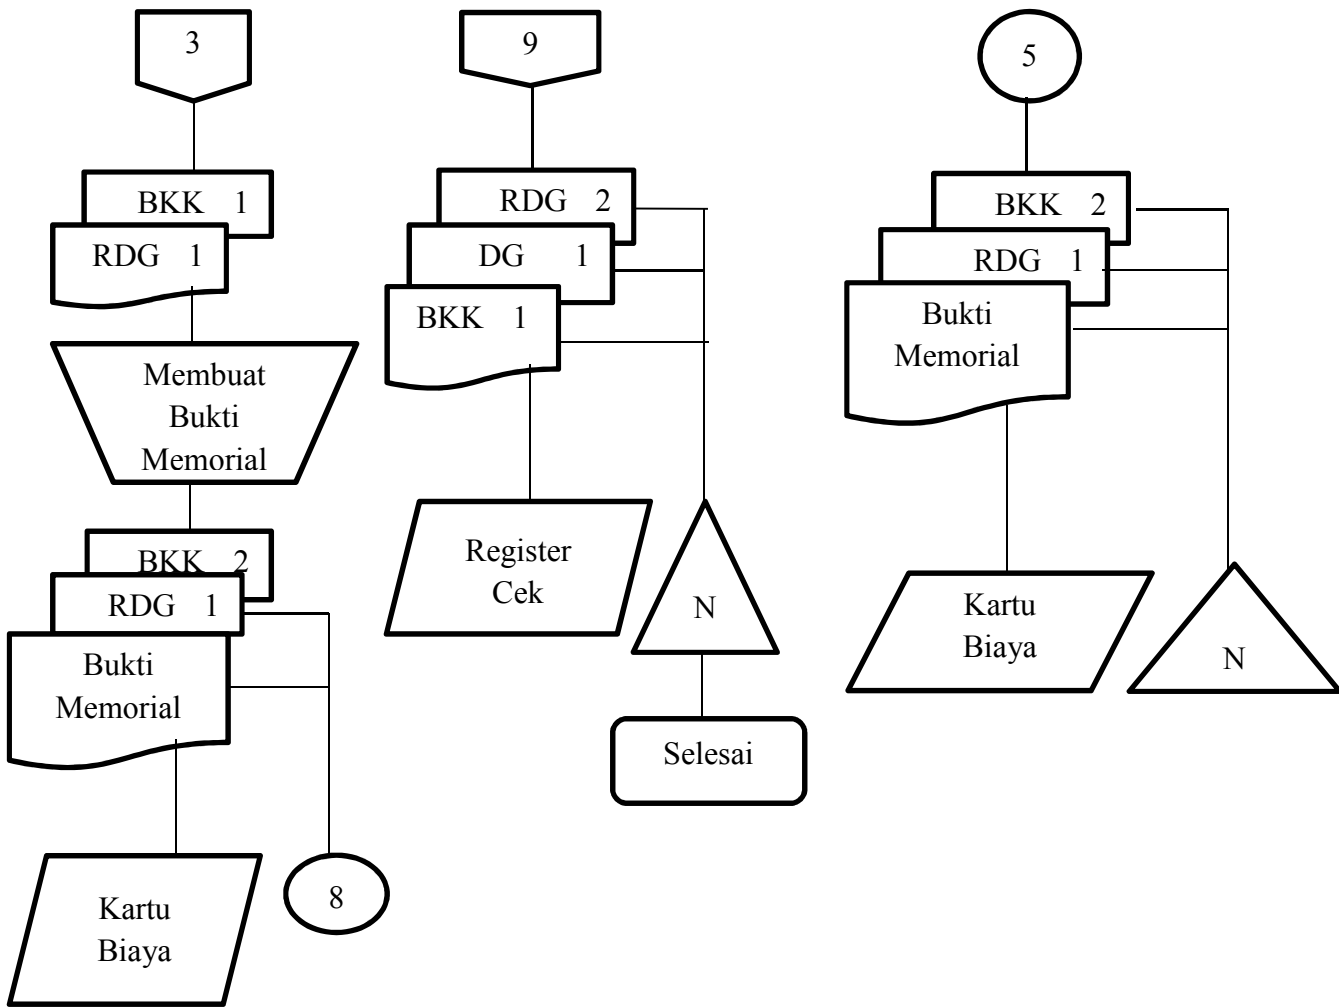 3
BKK 1
RDG 1
Membuat
Bukti
Memorial
BKK 2
RDG 1
Bukti
Memorial
Kartu
Biaya
8
9
RDG 2
DG 1
BKK 1
Register
Cek
N
Selesai
5
BKK 2
RDG 1
Bukti
Memorial
Kartu
Biaya
N